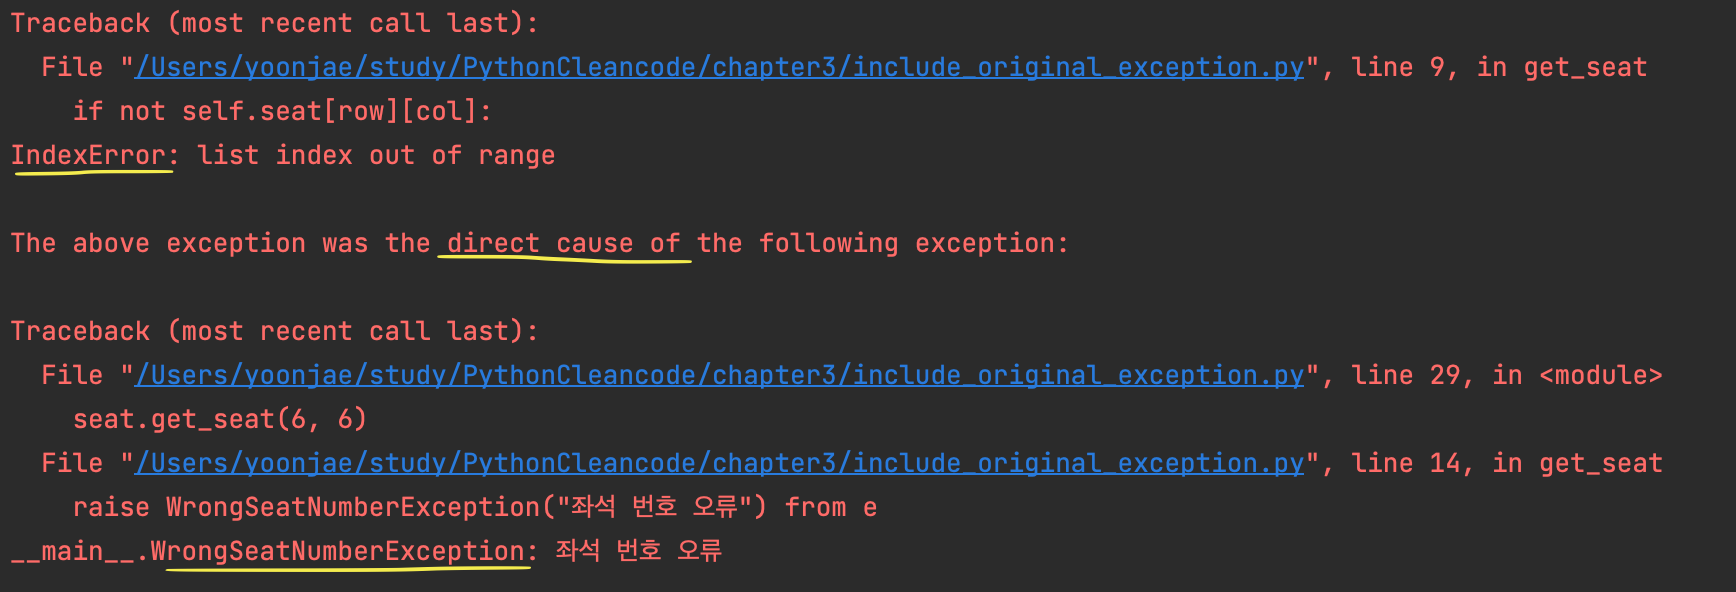 Traceback (most recent call last):
File "/Users/yoonjae/study/PythonCleancode/chapter3/include_original_exception.py", line 9, in get_seat
if not self.seat[row][col]:
IndexError: list index out of range
The above exception was the direct cause of the following exception:
Traceback (most recent call last):
File "/Users/yoonjae/study/PythonCleancode/chapter3/include_original_exception.py", line 29, in <module>
seat.get_seat(6, 6)
File "/Users/yoonjae/study/PythonCleancode/chapter3/include_original_exception.py", line 14, in get_seat
raise WrongSeatNumberException("좌석 번호 오류") from e
__main__.WrongSeatNumberException: 좌석 번호 오류